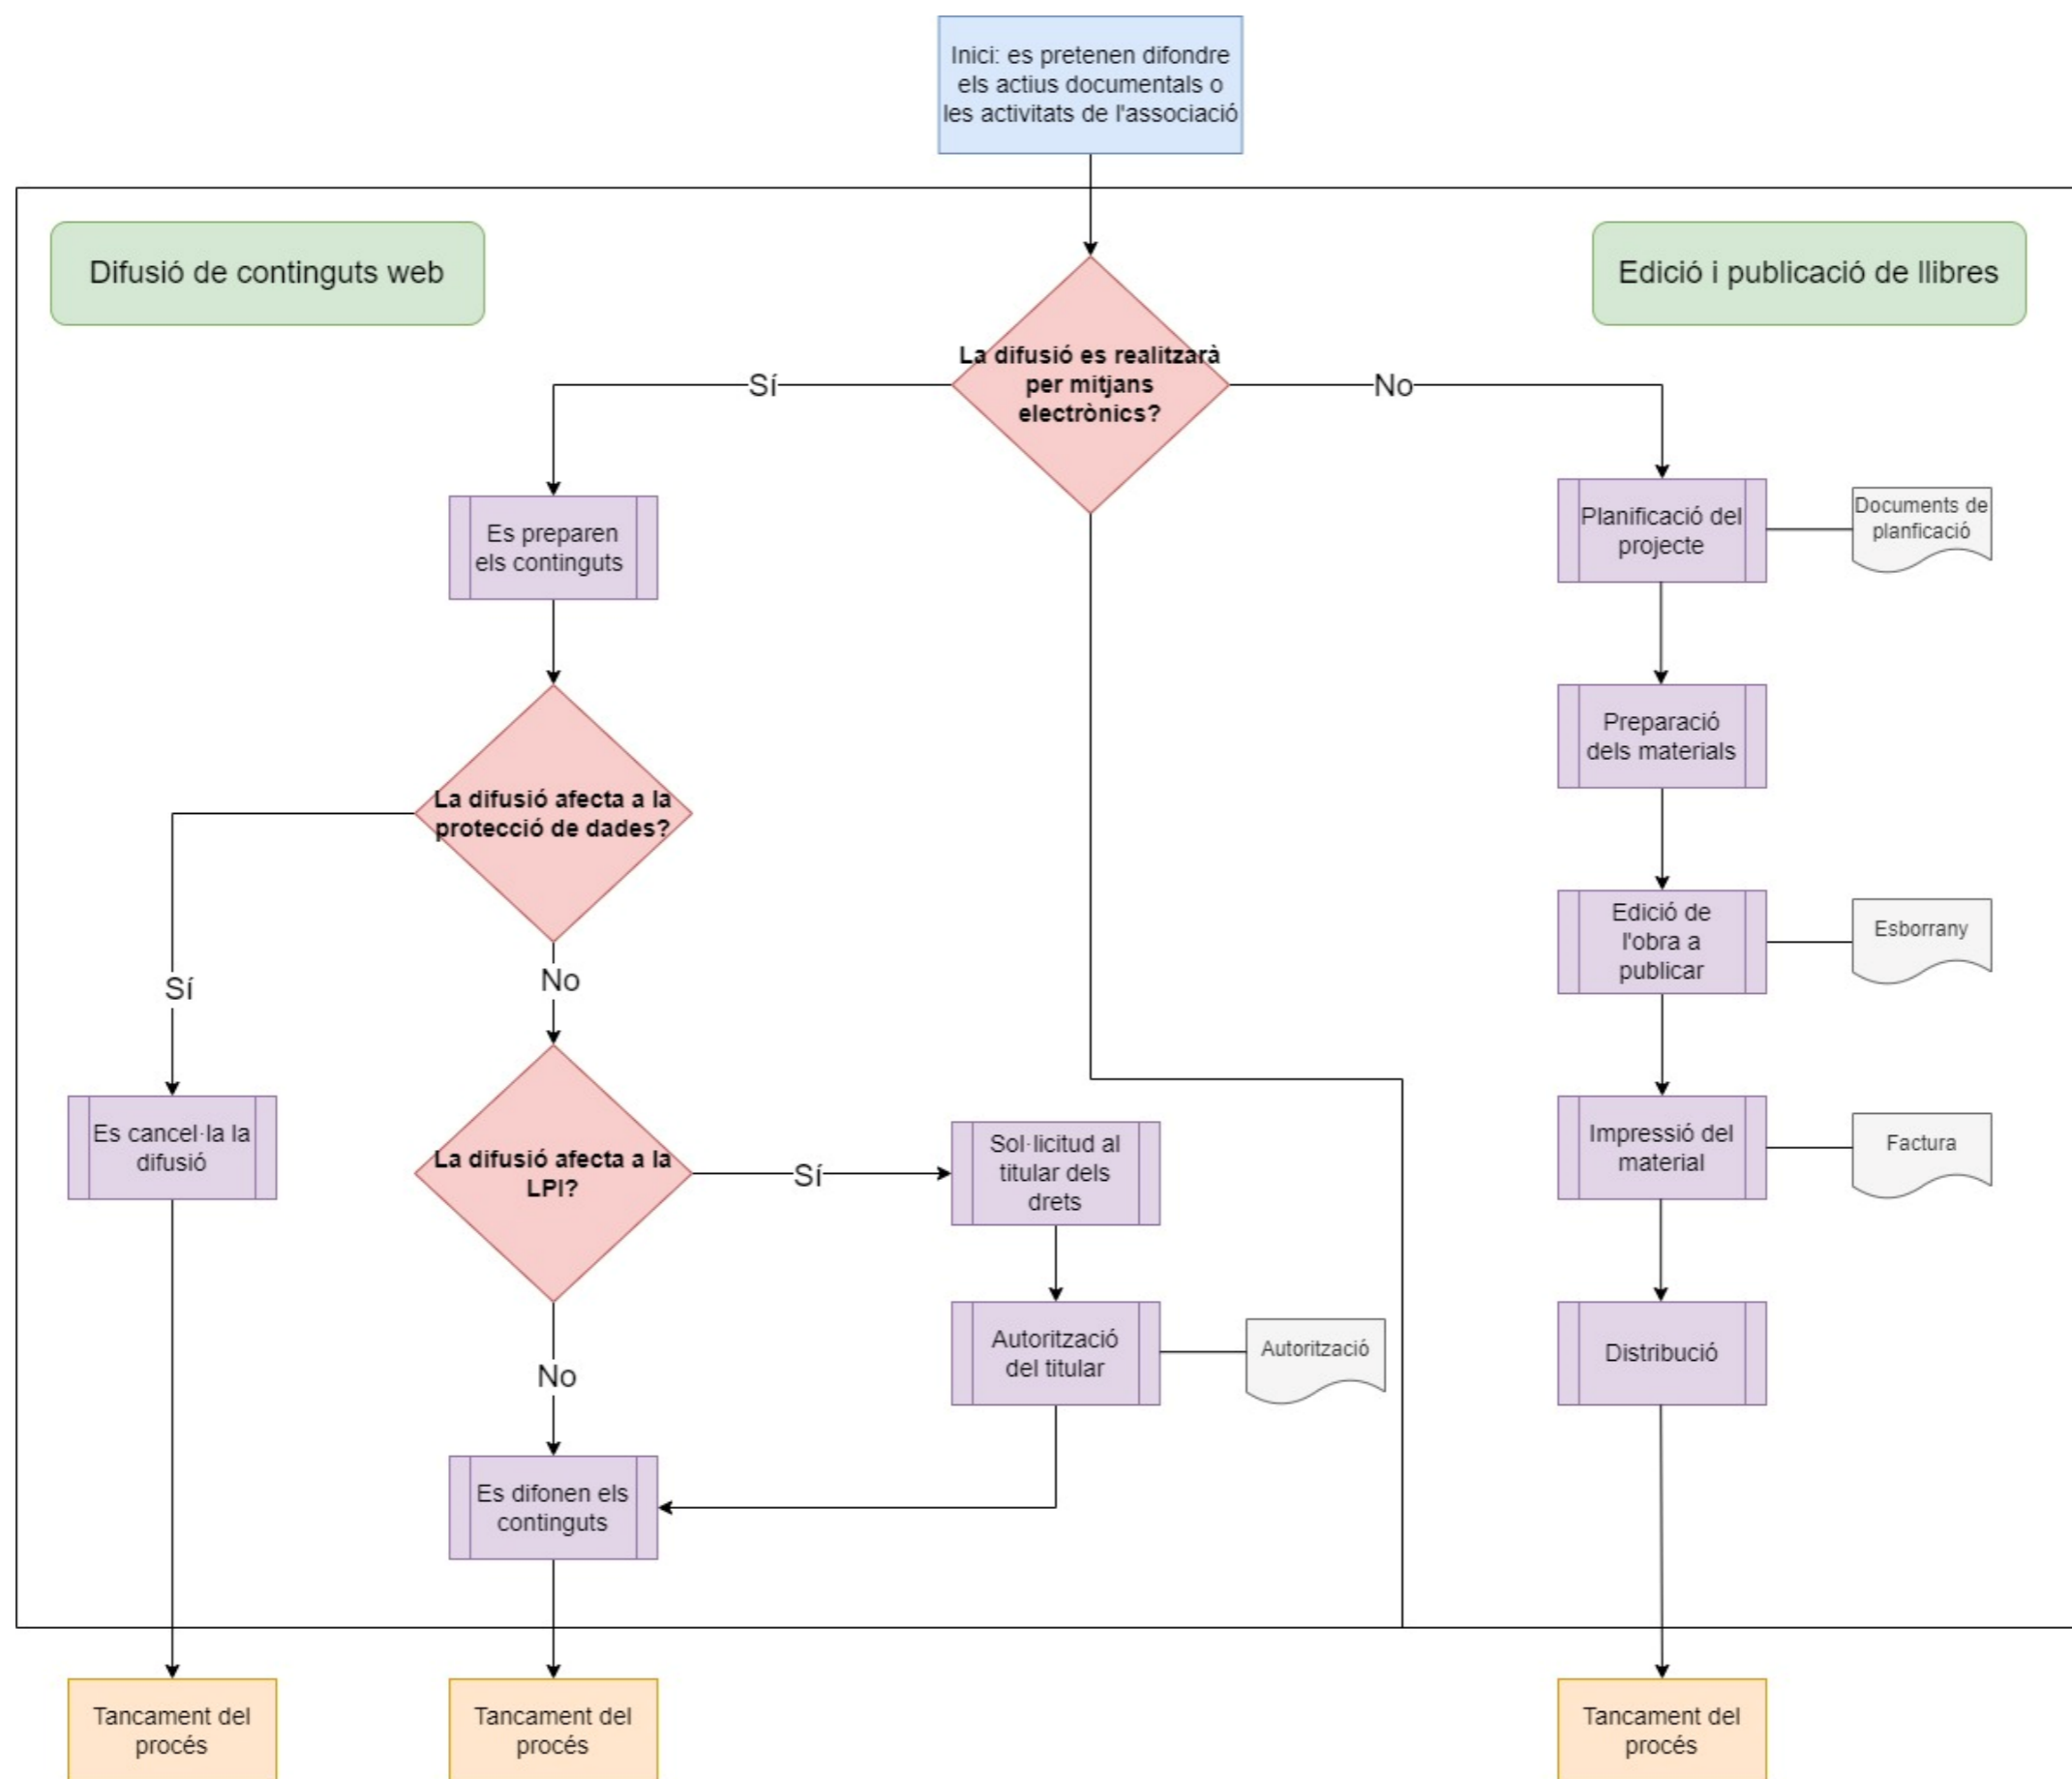 Inici: es pretenen difondre
els actius documentals o
les activitats de l'associació
Difusió de continguts web
Edició i publicació de llibres
La difusió es realitzarà
per mitjans
electrònics?
Sí
No
Es preparen
els continguts
Planificació del
projecte
Documents de
planficació
Preparació
dels materials
La difusió afecta a la
protecció de dades?
Sí
No
Edició de
l'obra a
publicar
Esborrany
Es cancel·la la
difusió
La difusió afecta a la
LPI?
Sí
Sol·licitud al
titular dels
drets
Impressió del
material
Factura
Autorització
del titular
Autorització
Distribució
No
Es difonen els
continguts
Tancament del
procés
Tancament del
procés
Tancament del
procés